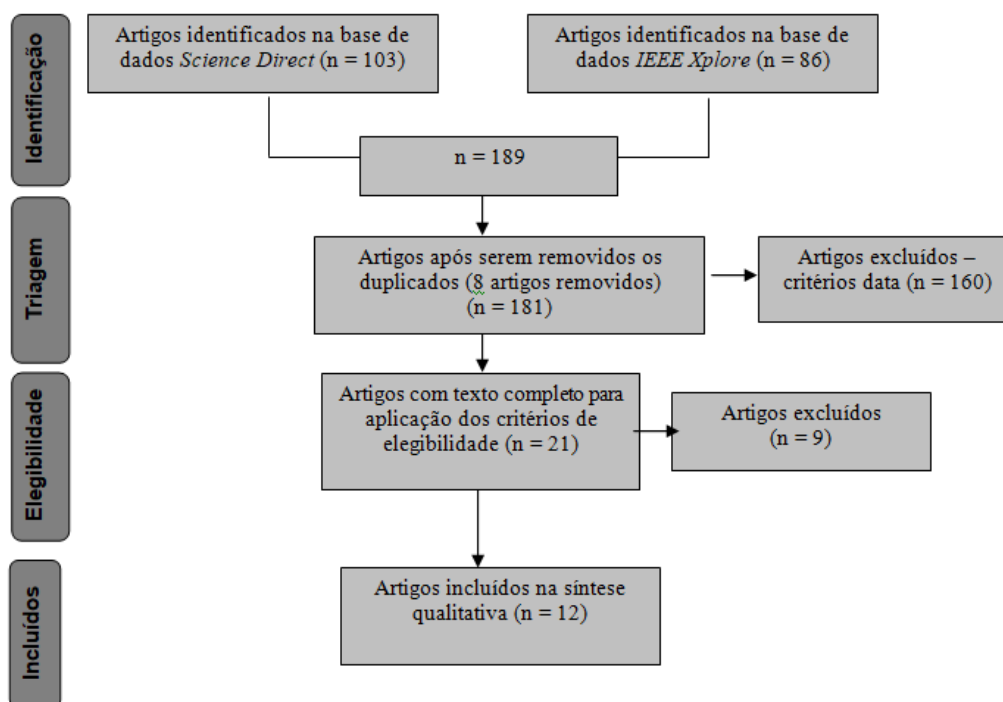 Identificação
Artigos identificados na base de
dados Science Direct (n = 103)
Artigos identificados na base de
dados IEEE Xplore (n = 86)
n = 189
Triagem
Artigos após serem removidos os
duplicados (8 artigos removidos)
(n = 181)
Artigos excluídos –
critérios data (n = 160)
Elegibilidade
Artigos com texto completo para
aplicação dos critérios de
elegibilidade (n = 21)
Artigos excluídos
(n = 9)
Incluídos
Artigos incluídos na síntese
qualitativa (n = 12)